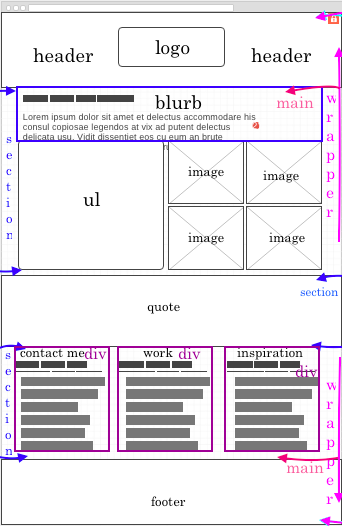 header
logo
header
blurb
main
Lorem ipsum dolor sit amet et delectus accommodare his
consul copiosae legendos at vix ad putent delectus
delicata usu. Vidit dissentiet eos cu eum an brute
wrapper
section
ul
image
image
image
image
section
quote
section
contact me
div
work
div
inspiration
div
wrapper
main
footer